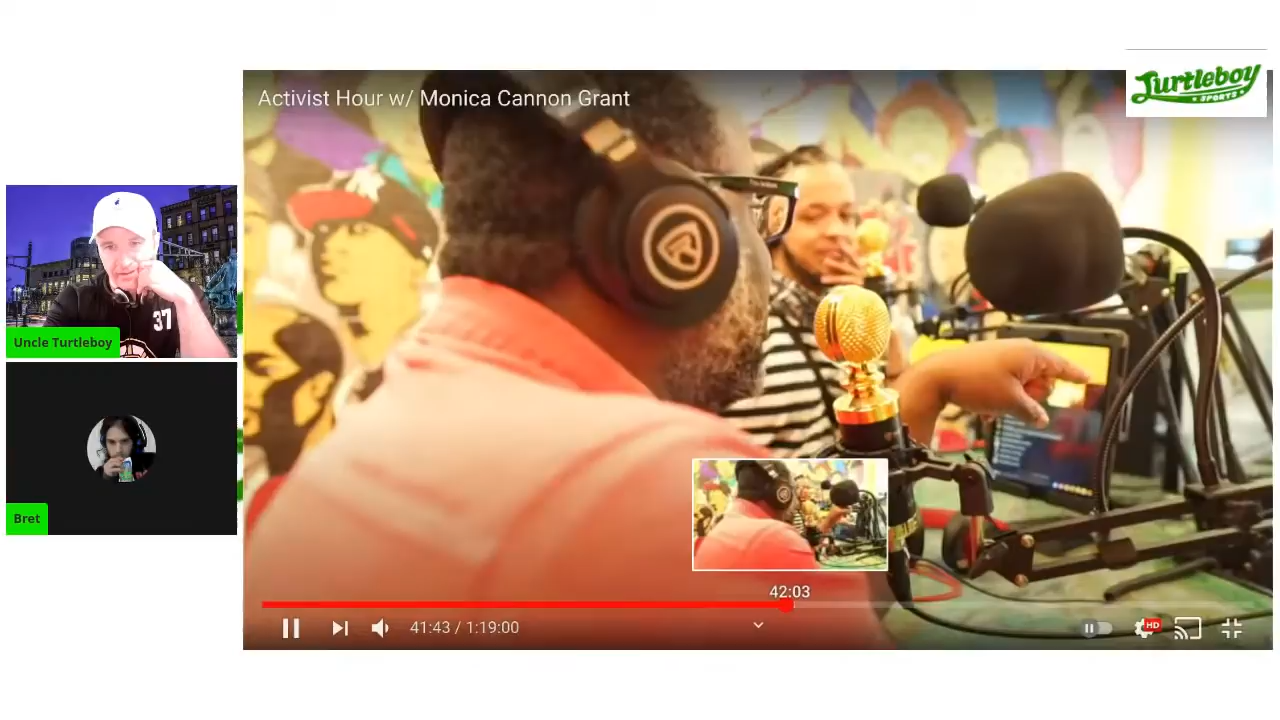 Activist Hour w/ Monica Cannon Grant
Turtleboy
SPORTS
37
Uncle Turtleboy
Bret
42:03
41:43 / 1:19:00
HD